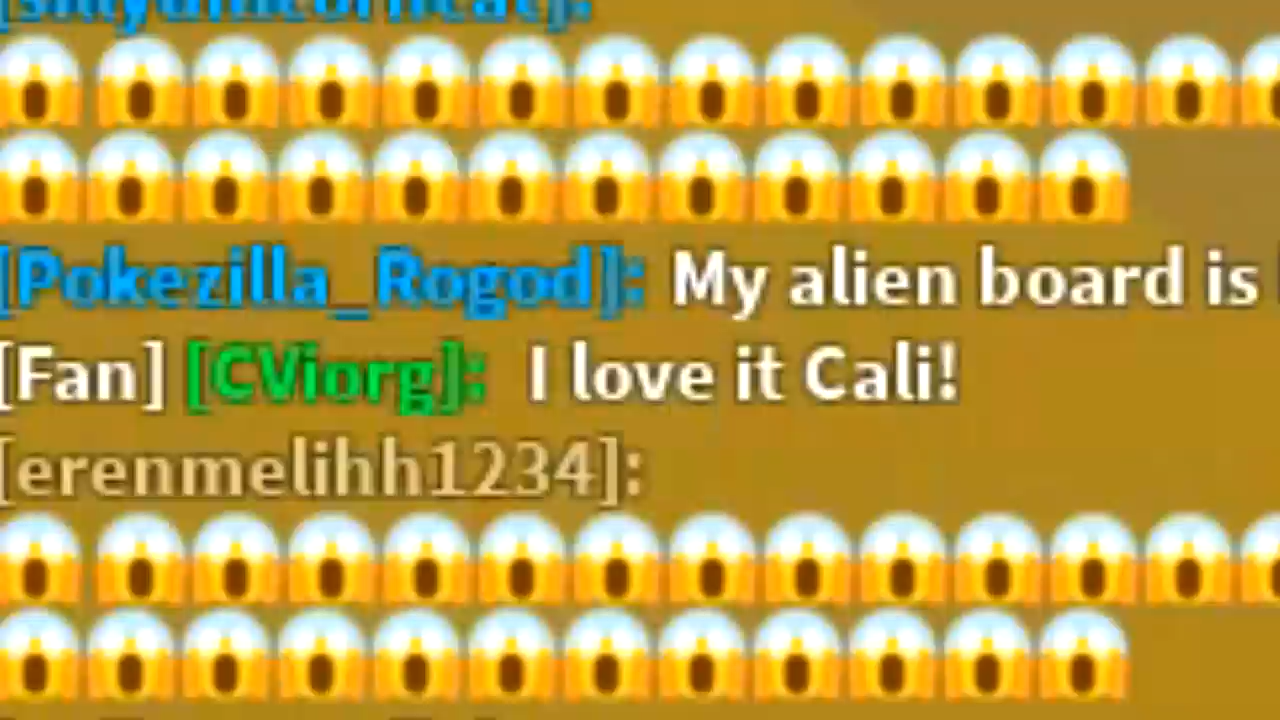 😱😱😱😱😱😱😱😱😱😱😱😱😱😱
😱😱😱😱😱😱😱😱😱😱😱😱
[Pokezilla_Rogod]: My alien board is
[Fan] [CViorg]: I love it Cali!
[erenmelihh1234]:
😱😱😱😱😱😱😱😱😱😱😱😱😱😱
😱😱😱😱😱😱😱😱😱😱😱😱